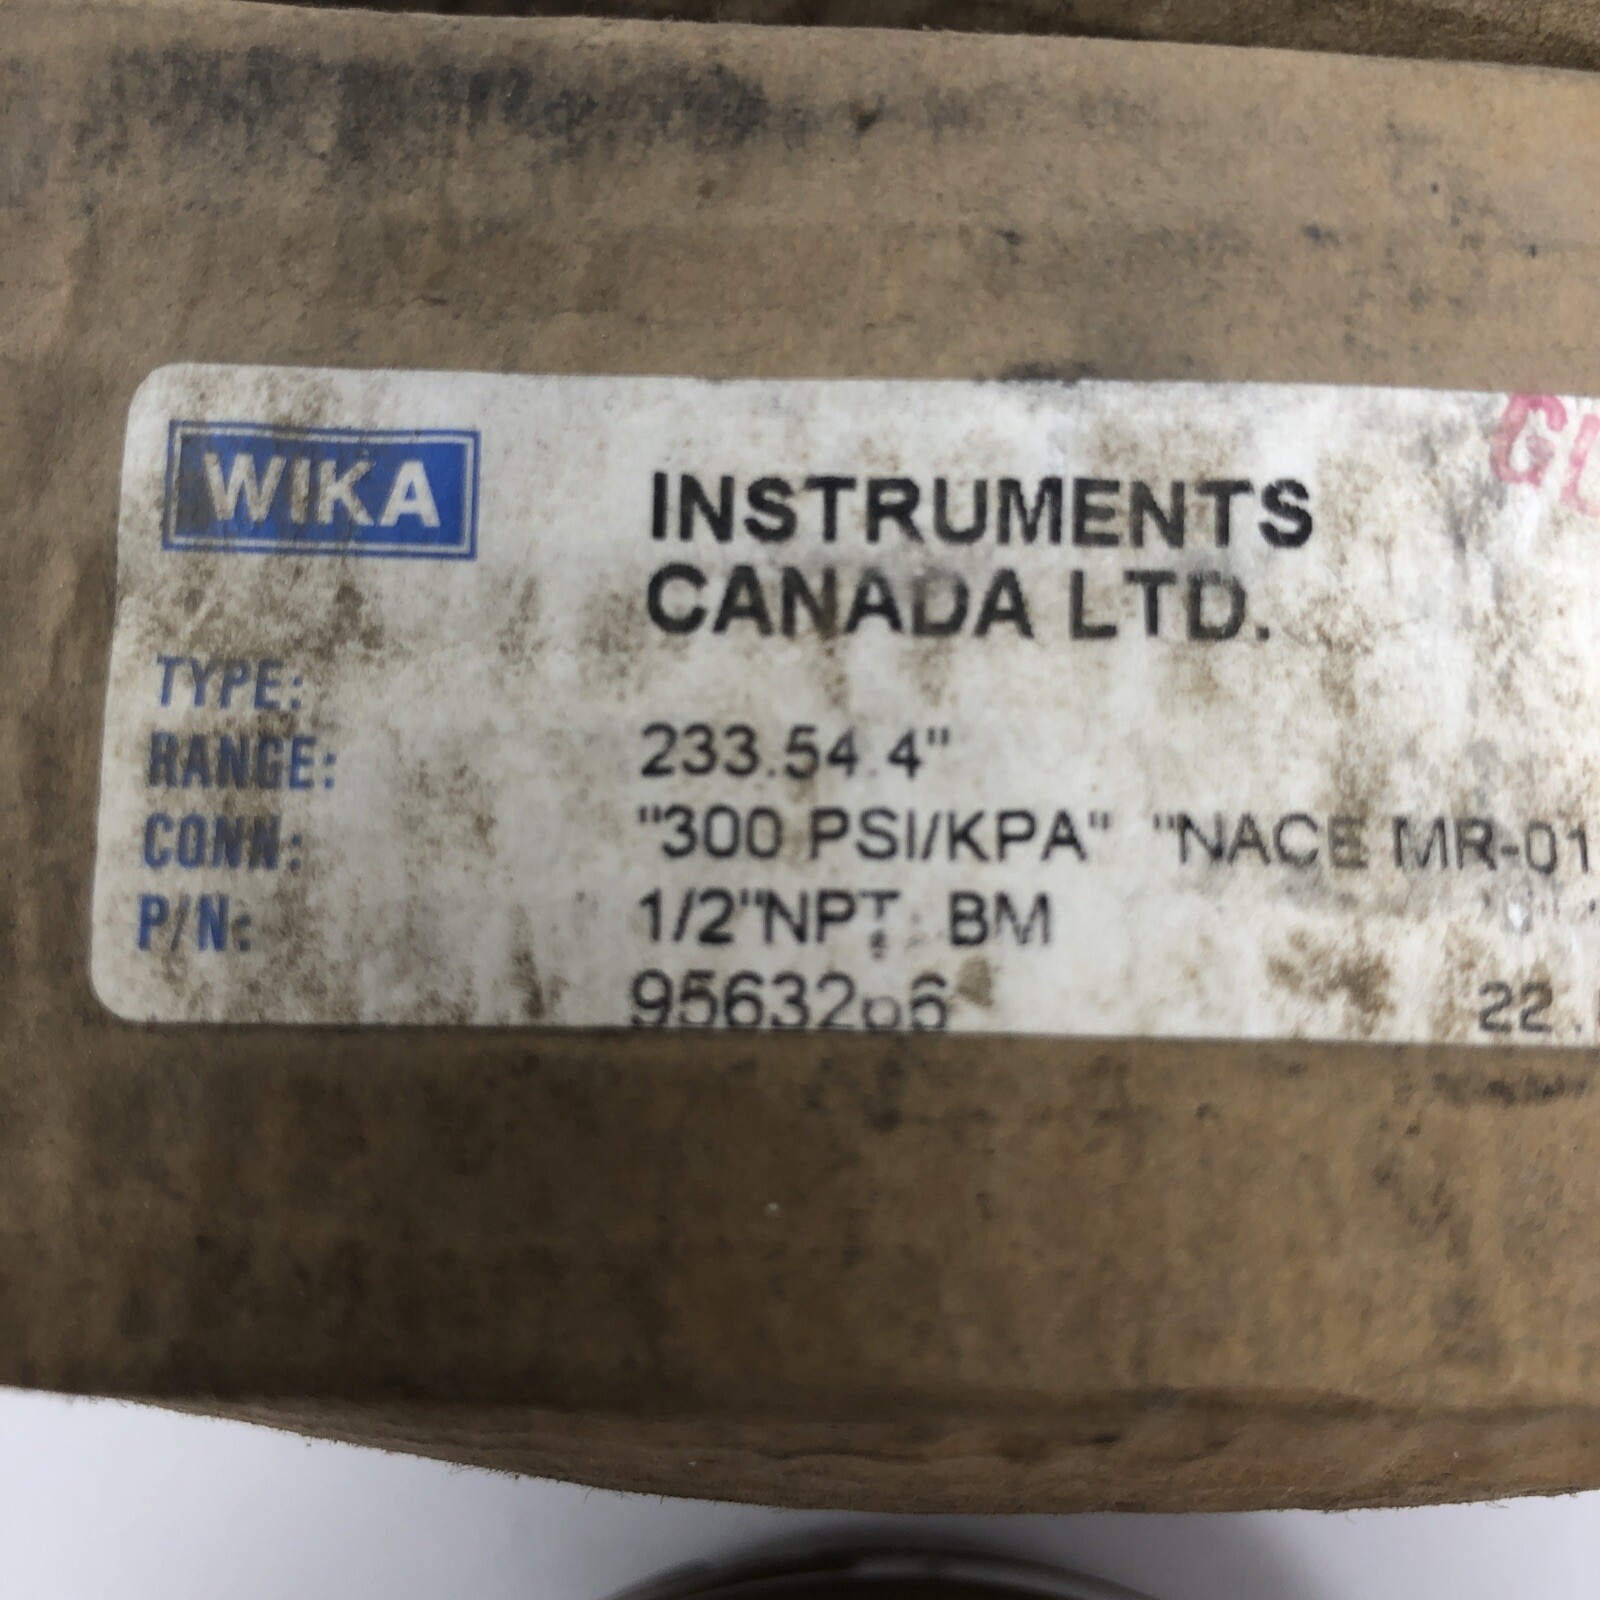 WIKA
INSTRUMENTS
CANADA LTD.
TYPE:
RANGE: 233.54 4"
CONN: "300 PSI/KPA" "NACE MR-01
P/N: 1/2"NPT BM
22.